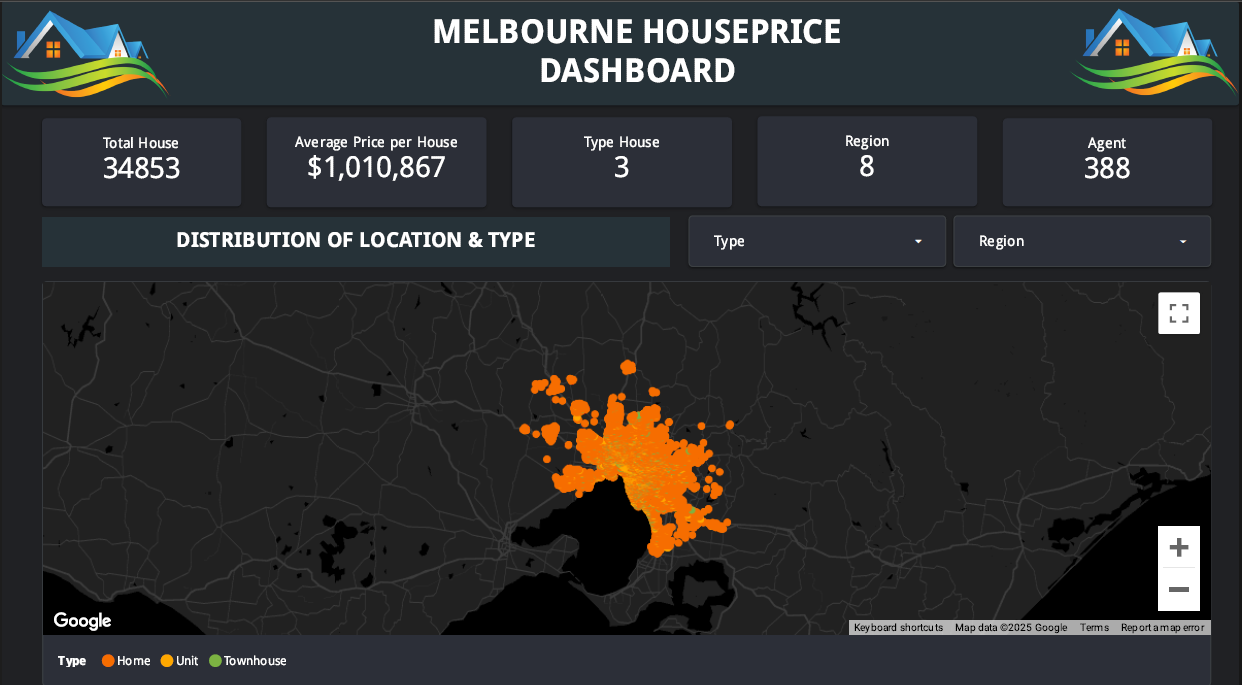 MELBOURNE HOUSEPRICE
DASHBOARD
Total House
34853
Average Price per House
$1,010,867
Type House
3
Region
8
Agent
388
DISTRIBUTION OF LOCATION & TYPE
Type
Region
Google
Keyboard shortcuts
Map data ©2025 Google
Terms
Report a map error
Type
Home
Unit
Townhouse